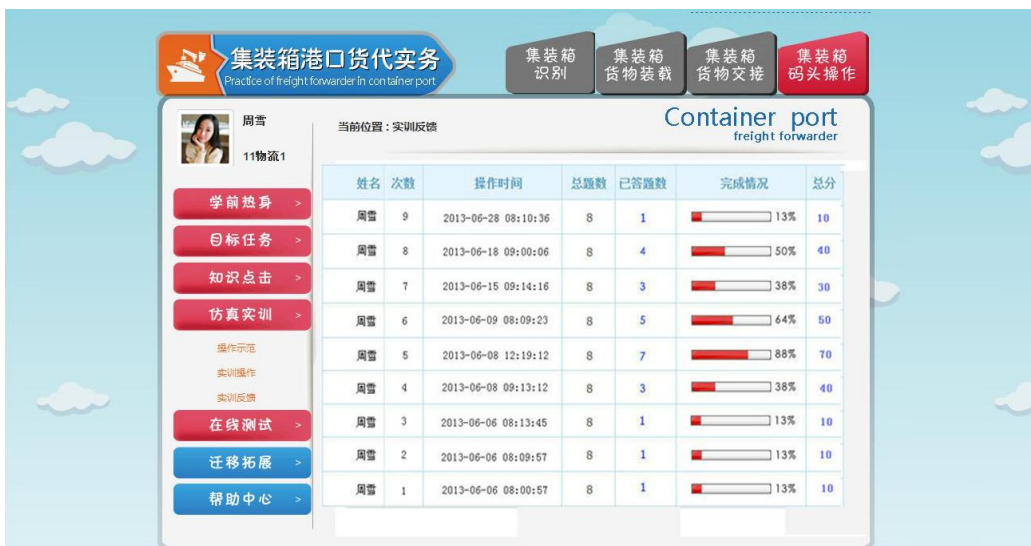 集装箱港口货代实务
Practice of freight forwarder in container port
集装箱
识别
集装箱
货物装载
集装箱
货物交接
集装箱
码头操作
周雪
11物流1
当前位置：实训反馈
Container port
freight forwarder
学前热身 >
目标任务 >
知识点击 >
仿真实训 >
操作示范
实训操作
实训反馈
在线测试 >
迁移拓展 >
帮助中心 >
姓名 次数 操作时间 总题数 已答题数 完成情况 总分
周雪 9 2013-06-28 08:10:36 8 1 13% 10
周雪 8 2013-06-18 09:00:06 8 4 50% 40
周雪 7 2013-06-15 09:14:16 8 3 38% 30
周雪 6 2013-06-09 08:09:23 8 5 64% 50
周雪 5 2013-06-08 12:19:12 8 7 88% 70
周雪 4 2013-06-08 09:13:12 8 3 38% 40
周雪 3 2013-06-06 08:13:45 8 1 13% 10
周雪 2 2013-06-06 08:09:57 8 1 13% 10
周雪 1 2013-06-06 08:00:57 8 1 13% 10